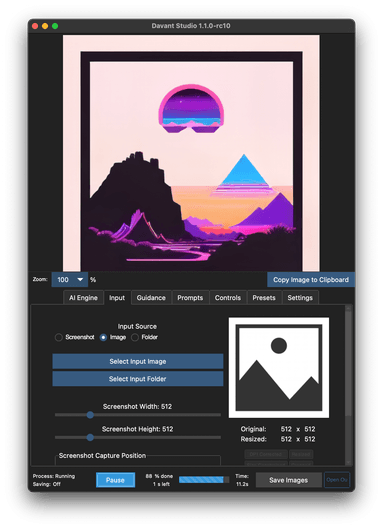 Davant Studio 1.1.0-rc10
Zoom: 100 % Copy Image to Clipboard
AI Engine Input Guidance Prompts Controls Presets Settings
Input Source
Screenshot Image Folder
Select Input Image
Select Input Folder
Screenshot Width: 512
Screenshot Height: 512
Original: 512 x 512
Resized: 512 x 512
Screenshot Capture Position
Process: Running
Saving: Off
Pause
88 % done
1 s left
Time:
11.2s
Save Images